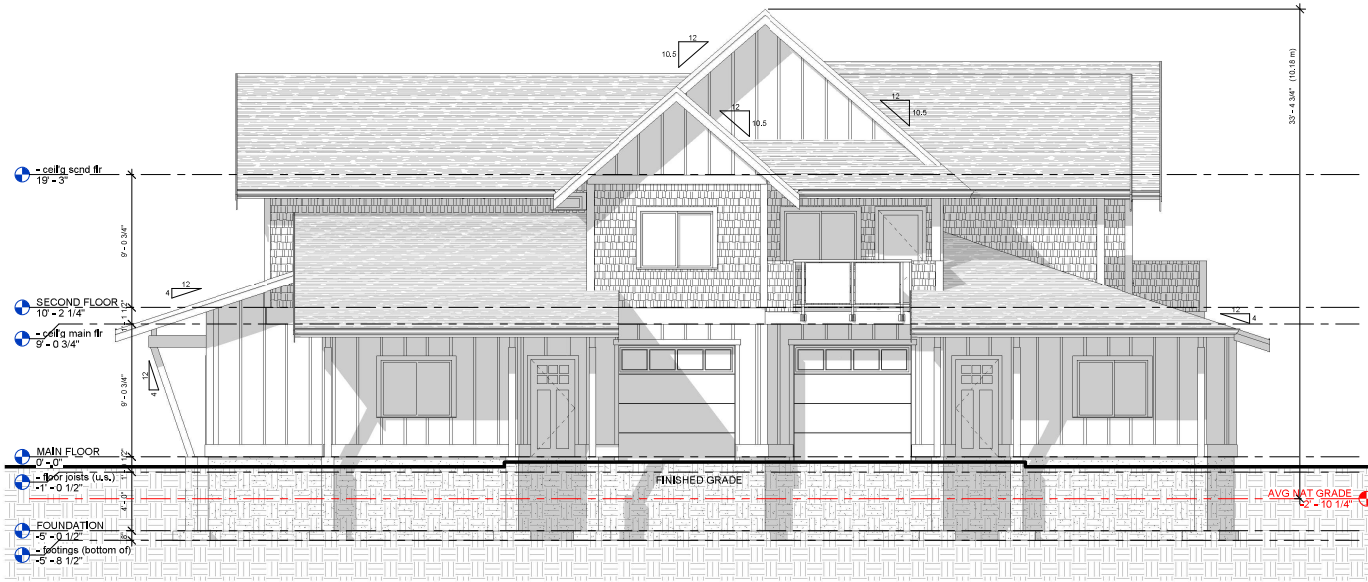 12
10.5
33' - 4 3/4" (10.18 m)
12
10.5
12
10.5
- ceil'g scnd flr
19' - 3"
9' - 0 3/4"
12
4
SECOND FLOOR
10' - 2 1/4"
- ceil'g main flr
9' - 0 3/4"
12
4
12
4
9' - 0 3/4"
MAIN FLOOR
0' - 0"
- floor joists (u.s.)
-1' - 0 1/2"
4' - 0"
FINISHED GRADE
AVG NAT GRADE
-2' - 10 1/4"
FOUNDATION
-5' - 0 1/2"
8"
- footings (bottom of)
-5' - 8 1/2"